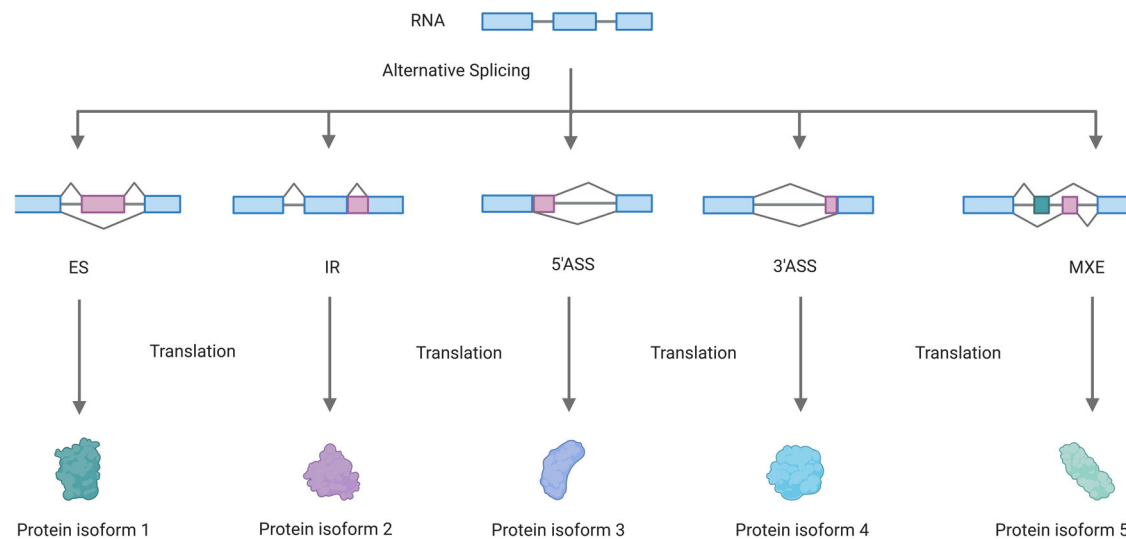 RNA
Alternative Splicing
ES
IR
5'ASS
3'ASS
MXE
Translation
Translation
Translation
Translation
Protein isoform 1
Protein isoform 2
Protein isoform 3
Protein isoform 4
Protein isoform 5